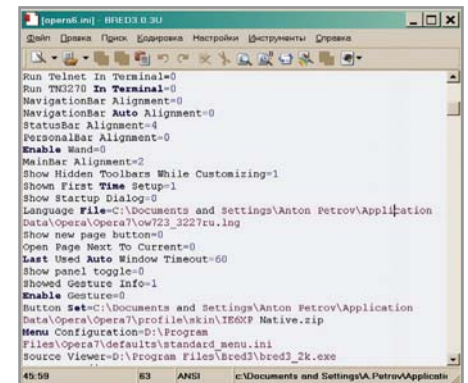 [opera6.ini] - BRED3.0.3U
Файл Правка Поиск Кодировка Настройки Инструменты Справка
Run Telnet In Terminal=0
Run TN3270 In Terminal=0
NavigationBar Alignment=0
NavigationBar Auto Alignment=0
StatusBar Alignment=4
PersonalBar Alignment=0
Enable Wand=0
MainBar Alignment=2
Show Hidden Toolbars While Customizing=1
Shown First Time Setup=1
Show Startup Dialog=0
Language File=C:\Documents and Settings\Anton Petrov\Application
Data\Opera\Opera7\ow723_3227ru.lng
Show new page button=0
Open Page Next To Current=0
Last Used Auto Window Timeout=60
Show panel toggle=0
Showed Gesture Info=1
Enable Gesture=0
Button Set=C:\Documents and Settings\Anton Petrov\Application
Data\Opera\Opera7\profile\skin\IE6XP Native.zip
Menu Configuration=D:\Program
Files\Opera7\defaults\standard_menu.ini
Source Viewer=D:\Program Files\Bred3\bred3_2k.exe
45:59 63 ANSI c:\Documents and Settings\A.Petrov\Applicatio